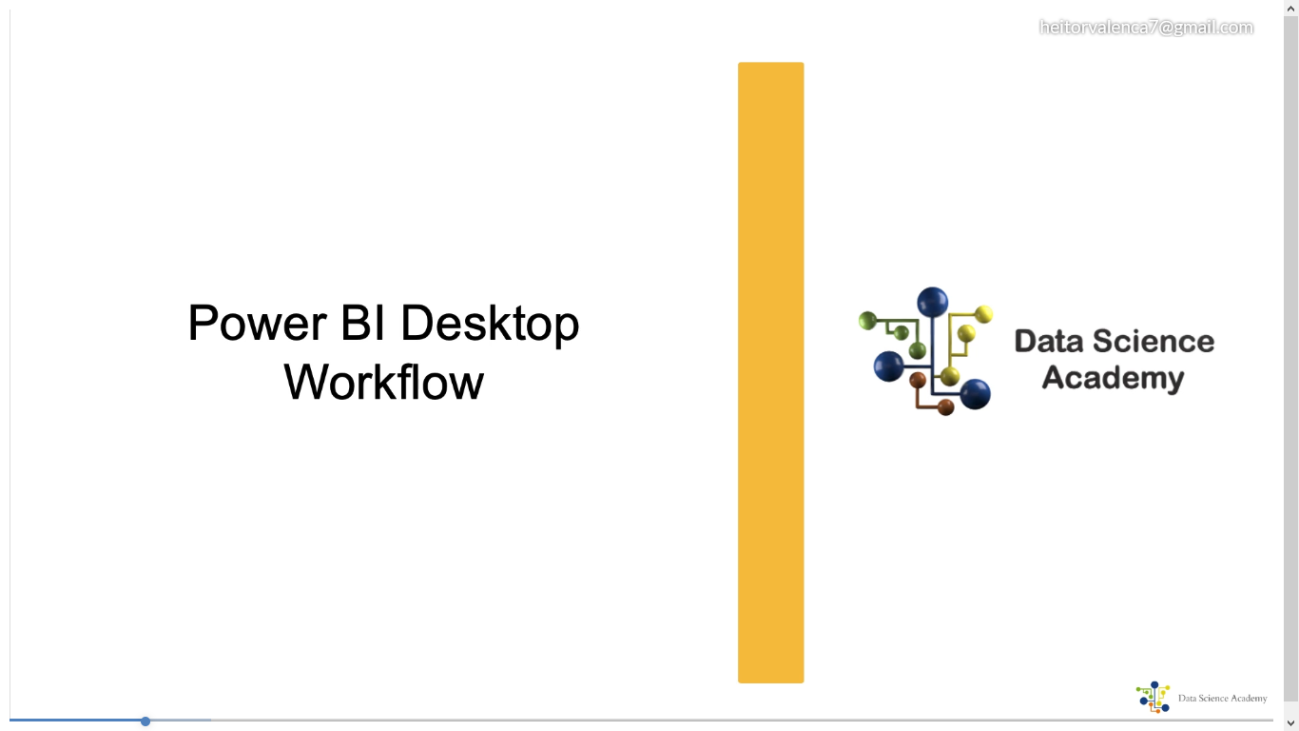 heitorvalenca7@gmail.com
Power BI Desktop
Workflow
Data Science
Academy
Data Science Academy